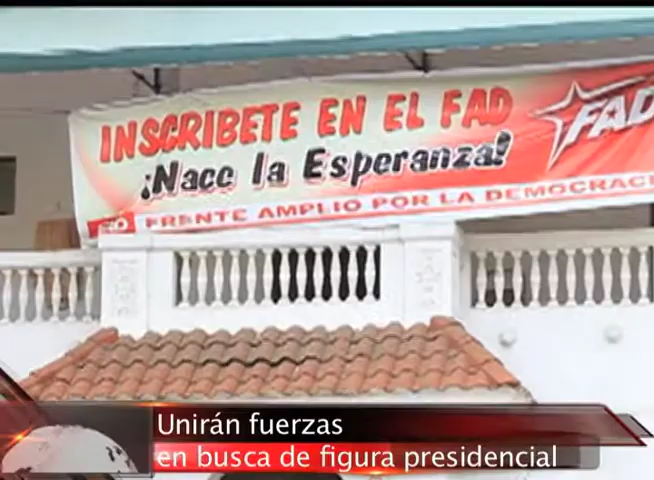 INSCRIBETE EN EL FAD
¡Nace la Esperanza!
FAD
FRENTE AMPLIO POR LA DEMOCRACI
Unirán fuerzas
en busca de figura presidencial